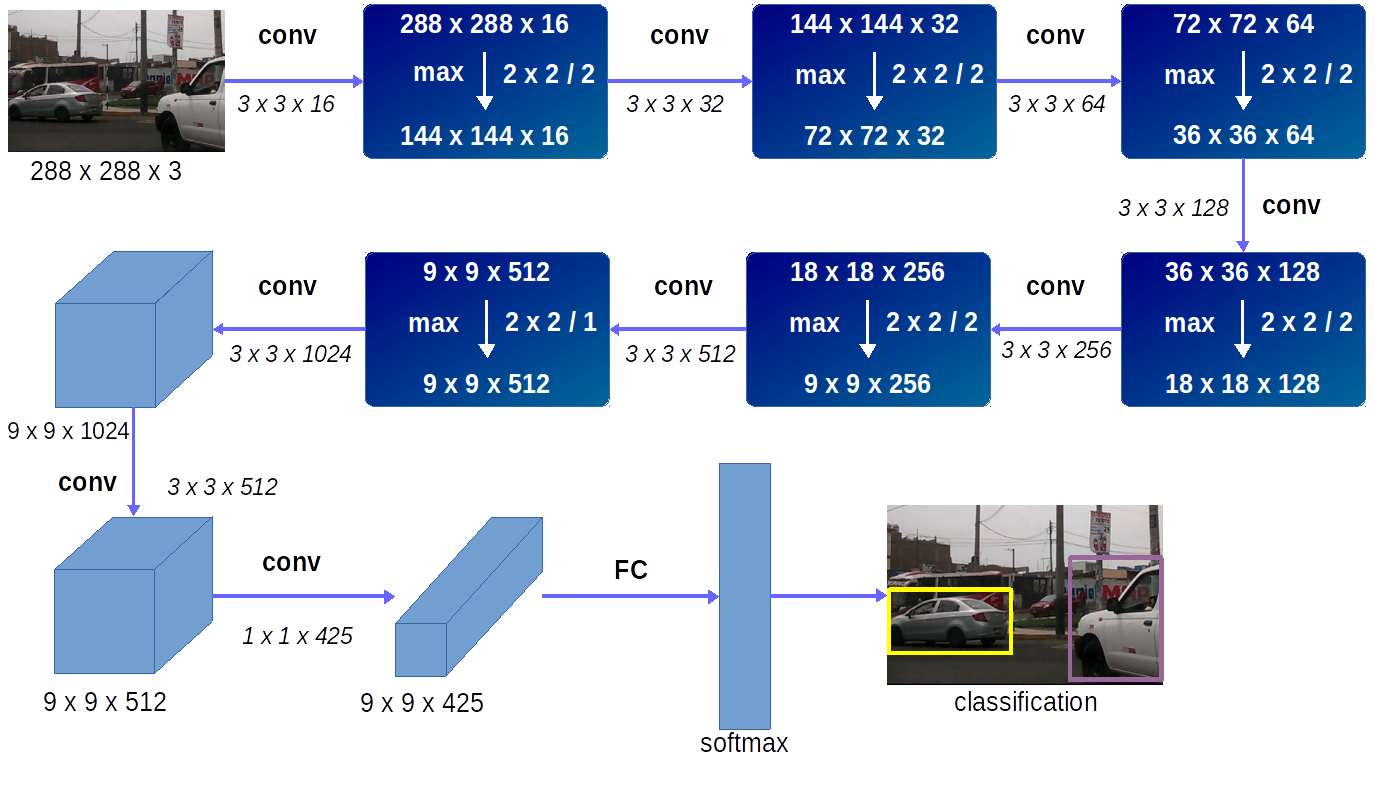 conv
3 x 3 x 16
288 x 288 x 3
288 x 288 x 16
max 2 x 2 / 2
144 x 144 x 16
conv
3 x 3 x 32
144 x 144 x 32
max 2 x 2 / 2
72 x 72 x 32
conv
3 x 3 x 64
72 x 72 x 64
max 2 x 2 / 2
36 x 36 x 64
3 x 3 x 128 conv
36 x 36 x 128
max 2 x 2 / 2
18 x 18 x 128
conv
3 x 3 x 256
18 x 18 x 256
max 2 x 2 / 2
9 x 9 x 256
conv
3 x 3 x 512
9 x 9 x 512
max 2 x 2 / 1
9 x 9 x 512
conv
3 x 3 x 1024
9 x 9 x 1024
conv 3 x 3 x 512
9 x 9 x 512
conv
1 x 1 x 425
9 x 9 x 425
FC
softmax
classification